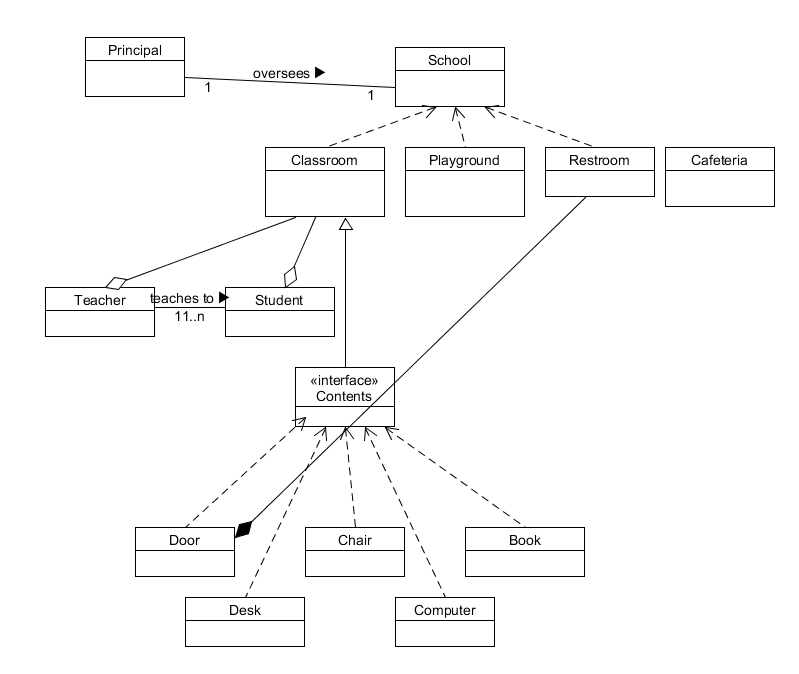 Principal
School
oversees ▶
1
1
Classroom
Playground
Restroom
Cafeteria
Teacher
teaches to ▶
11..n
Student
«interface»
Contents
Door
Chair
Book
Desk
Computer